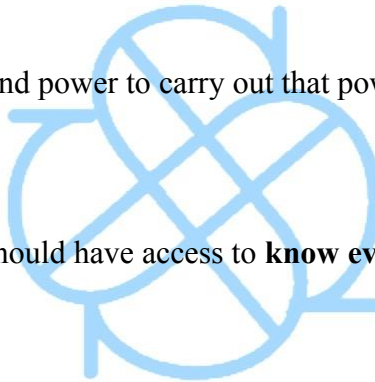 nd power to carry out that pow
hould have access to know ev